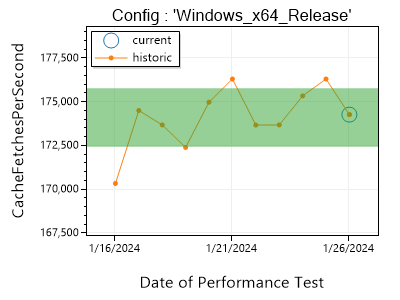 Config : 'Windows_x64_Release'
current
historic
CacheFetchesPerSecond
177,500
175,000
172,500
170,000
167,500
1/16/2024
1/21/2024
1/26/2024
Date of Performance Test